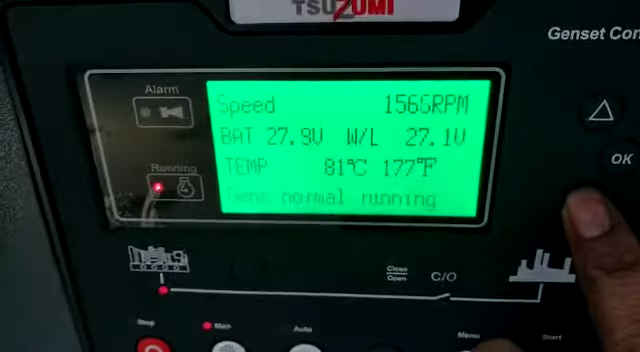 TSUZUMI
Genset Con
Alarm
Speed 1566RPM
BAT 27.9V W/L 27.1V
Running
TEMP 81°C 177°F
Gens normal running
OK
Close
Open
C/O
Stop
Man
Auto
Menu
Start